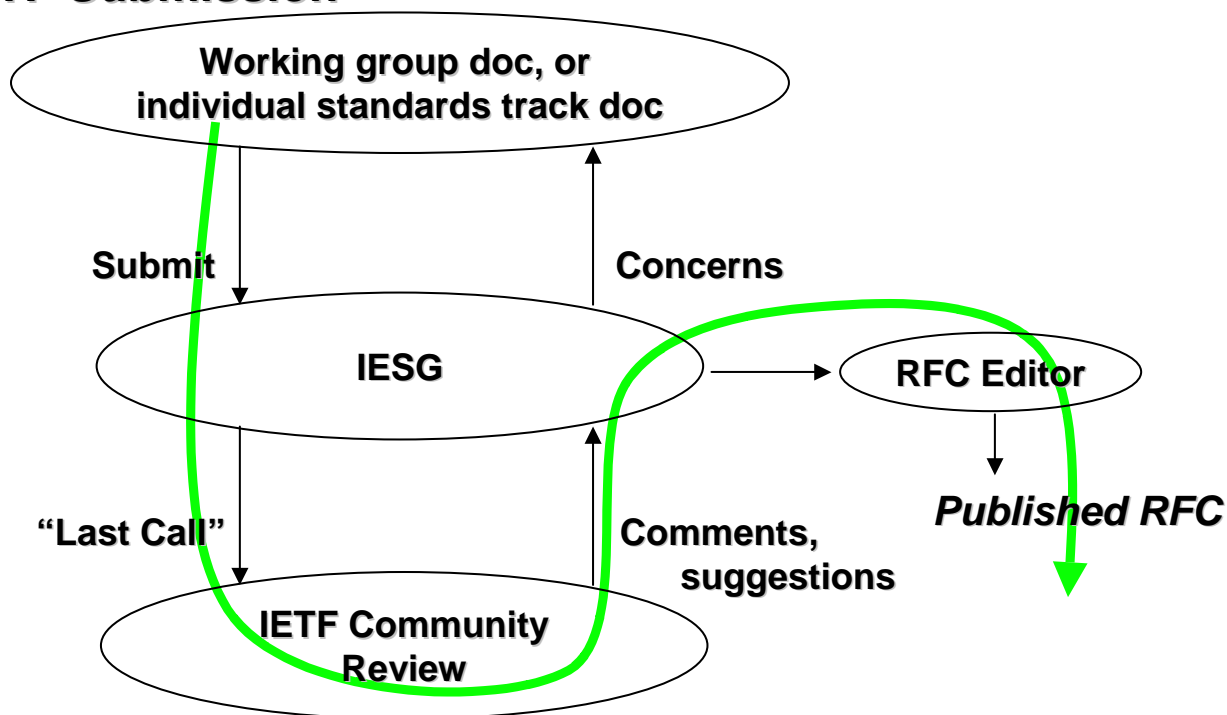 Submission
Working group doc, or
individual standards track doc
Submit
Concerns
IESG
RFC Editor
“Last Call”
Comments,
suggestions
Published RFC
IETF Community
Review